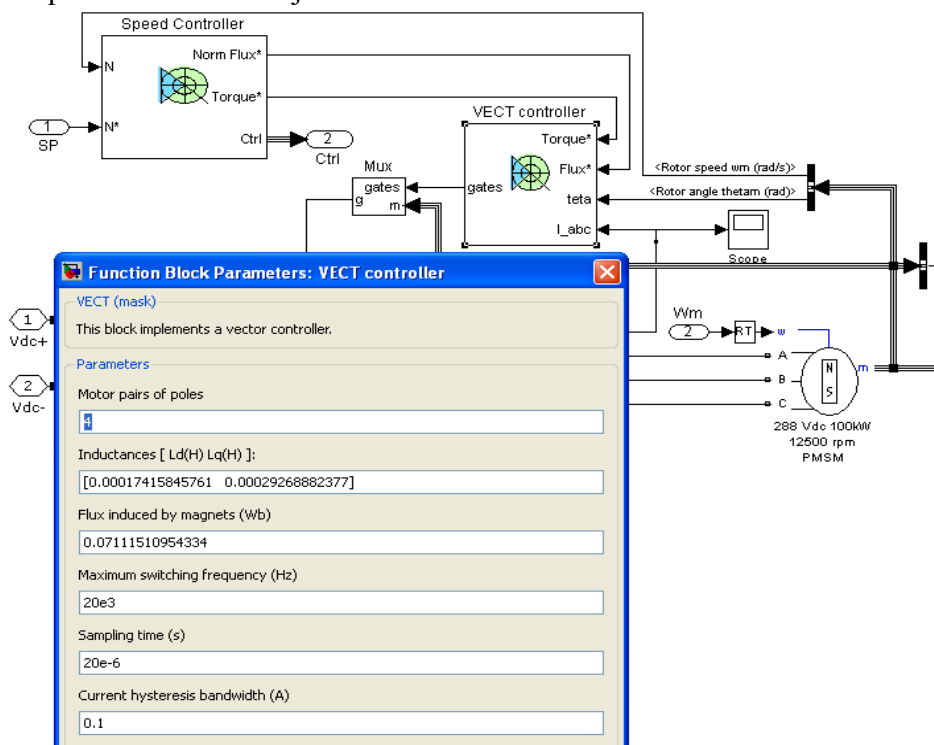 Speed Controller
N
Norm Flux*
Torque*
N*
Ctrl
1
SP
2
Ctrl
VECT controller
Torque*
Flux*
gates
teta
I_abc
Mux
gates
g
m
<Rotor speed wm (rad/s)>
<Rotor angle thetam (rad)>
Scope
Function Block Parameters: VECT controller
VECT (mask)
This block implements a vector controller.
Parameters
Motor pairs of poles
4
Inductances [ Ld(H) Lq(H) ]:
[0.00017415845761 0.00029268882377]
Flux induced by magnets (Wb)
0.07111510954334
Maximum switching frequency (Hz)
20e3
Sampling time (s)
20e-6
Current hysteresis bandwidth (A)
0.1
1
Vdc+
2
Vdc-
Wm
2
RT
w
A
B
C
N
S
m
288 Vdc 100kW
12500 rpm
PMSM